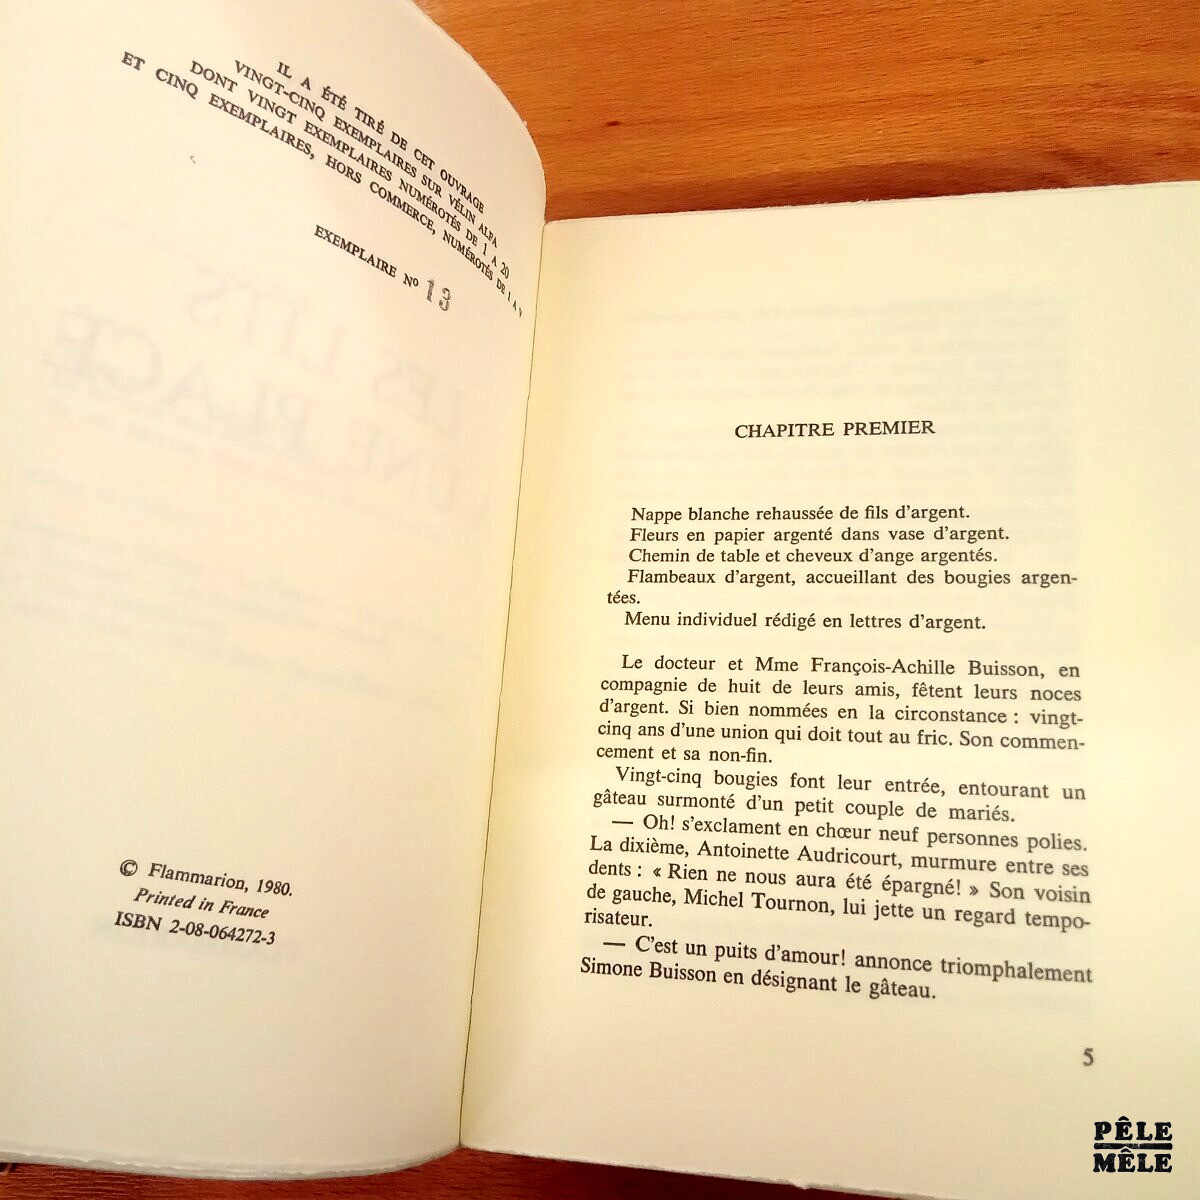 IL A ÉTÉ TIRÉ DE CET OUVRAGE
VINGT-CINQ EXEMPLAIRES SUR VÉLIN ALFA
DONT VINGT EXEMPLAIRES NUMÉROTÉS DE 1 A 20
ET CINQ EXEMPLAIRES, HORS COMMERCE, NUMÉROTÉS DE I A V
EXEMPLAIRE Nº 13
LES LITS
UNE PLACE
© Flammarion, 1980.
Printed in France
ISBN 2-08-064272-3
CHAPITRE PREMIER
Nappe blanche rehaussée de fils d'argent.
Fleurs en papier argenté dans vase d'argent.
Chemin de table et cheveux d'ange argentés.
Flambeaux d'argent, accueillant des bougies argen-
tées.
Menu individuel rédigé en lettres d'argent.
Le docteur et Mme François-Achille Buisson, en
compagnie de huit de leurs amis, fêtent leurs noces
d'argent. Si bien nommées en la circonstance : vingt-
cinq ans d'une union qui doit tout au fric. Son commen-
cement et sa non-fin.
Vingt-cinq bougies font leur entrée, entourant un
gâteau surmonté d'un petit couple de mariés.
— Oh! s'exclament en chœur neuf personnes polies.
La dixième, Antoinette Audricourt, murmure entre ses
dents : « Rien ne nous aura été épargné! » Son voisin
de gauche, Michel Tournon, lui jette un regard tempo-
risateur.
— C'est un puits d'amour! annonce triomphalement
Simone Buisson en désignant le gâteau.
5
PÊLE
MÊLE